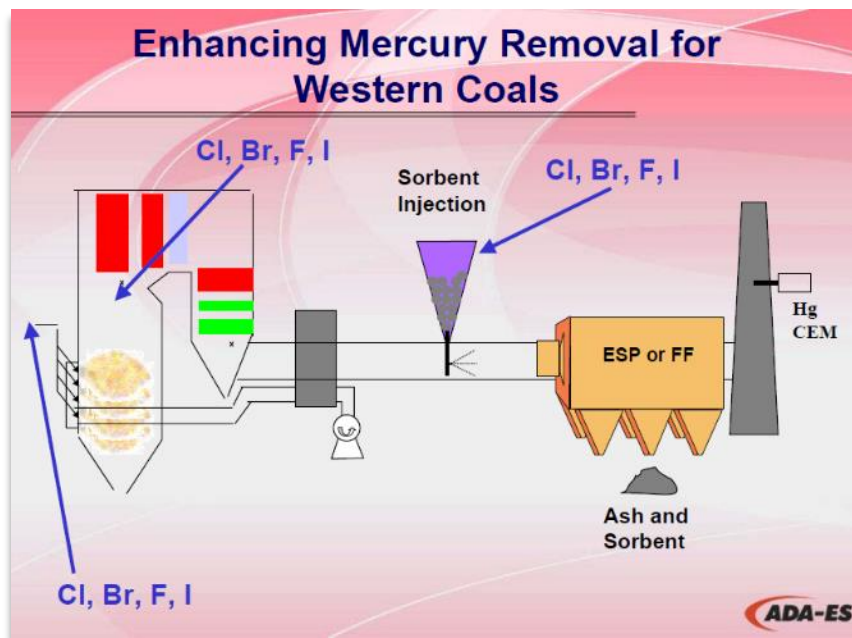 Enhancing Mercury Removal for
Western Coals
Cl, Br, F, I
Sorbent
Injection
Cl, Br, F, I
Hg
CEM
ESP or FF
Ash and
Sorbent
Cl, Br, F, I
ADA-ES